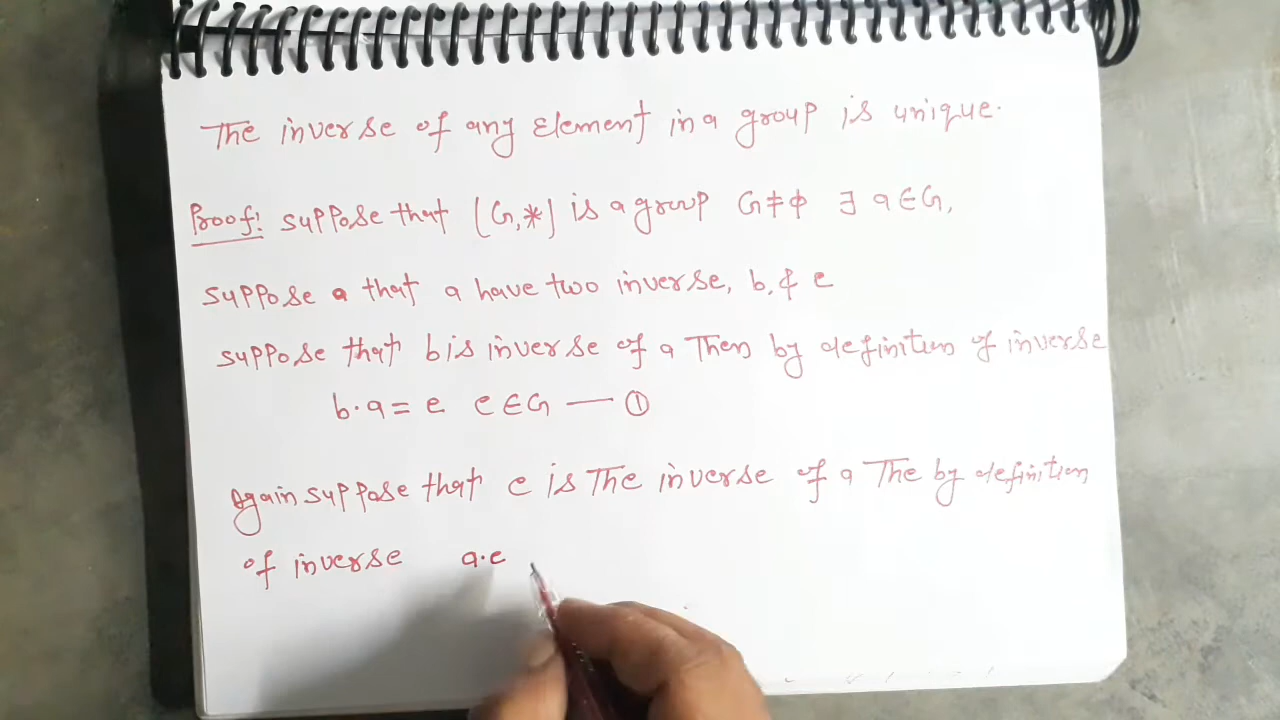 The inverse of any Element in a group is unique.
Proof: suppose that (G,*) is a group G≠ϕ ∃ a∈G,
suppose a that a have two inverse, b, & c
suppose that b is inverse of a Then by definition of inverse
b·a = e e∈G — ①
Again suppose that c is The inverse of a The by definition
of inverse a·c